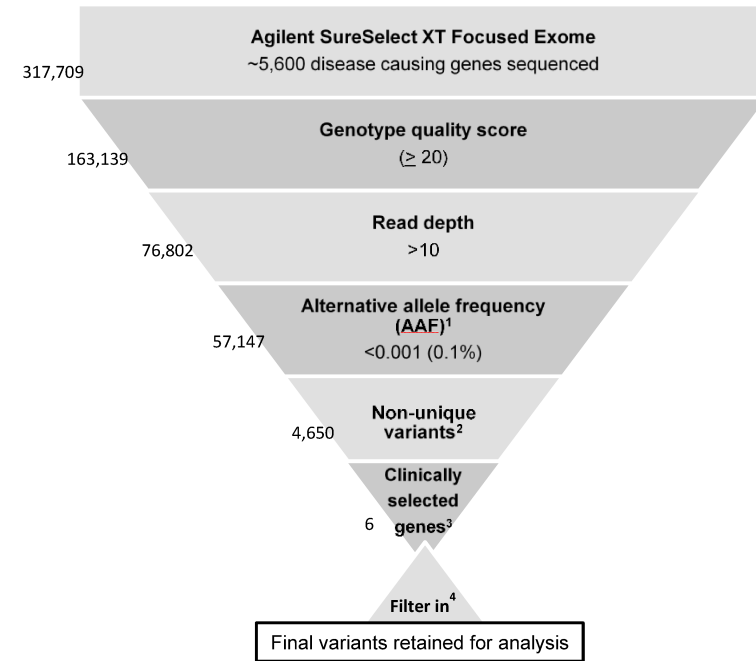 Agilent SureSelect XT Focused Exome
~5,600 disease causing genes sequenced
317,709
Genotype quality score
(≥ 20)
163,139
Read depth
>10
76,802
Alternative allele frequency
(AAF)¹
<0.001 (0.1%)
57,147
Non-unique
variants²
4,650
Clinically
selected
genes³
6
Filter in⁴
Final variants retained for analysis